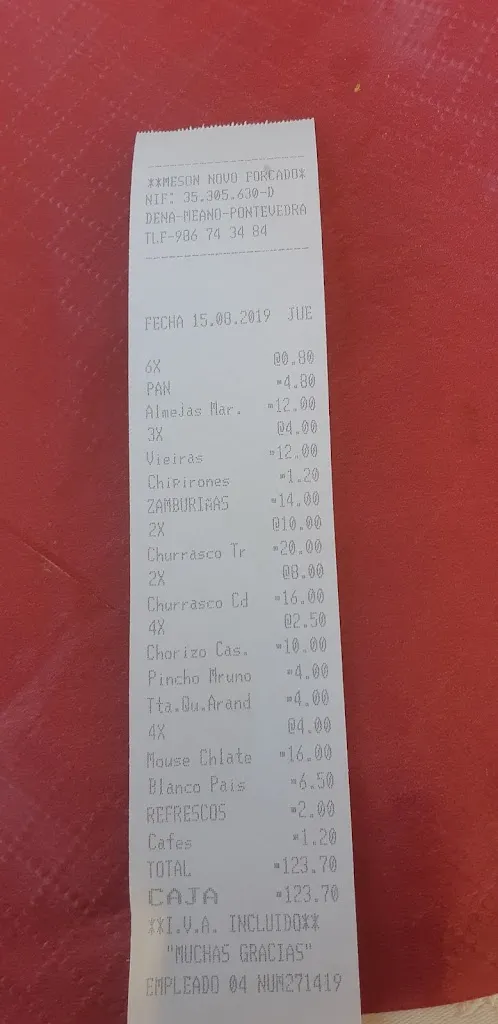 **MESON NOVO FORCADO*
NIF: 35.305.630-D
DENA-MEAÑO-PONTEVEDRA
TLF-986 74 34 84
FECHA 15.08.2019 JUE
6X @0.80
PAN *4.80
Almejas Mar. *12.00
3X @4.00
Vieiras *12.00
Chipirones *1.20
ZAMBURIÑAS *14.00
2X @10.00
Churrasco Tr *20.00
2X @8.00
Churrasco Cd *16.00
4X @2.50
Chorizo Cas. *10.00
Pincho Mruno *4.00
Tta.Qu.Arand *4.00
4X @4.00
Mouse Chlate *16.00
Blanco Pais *6.50
REFRESCOS *2.00
Cafes *1.20
TOTAL *123.70
CAJA *123.70
**I.V.A. INCLUIDO**
"MUCHAS GRACIAS"
EMPLEADO 04 NUM271419